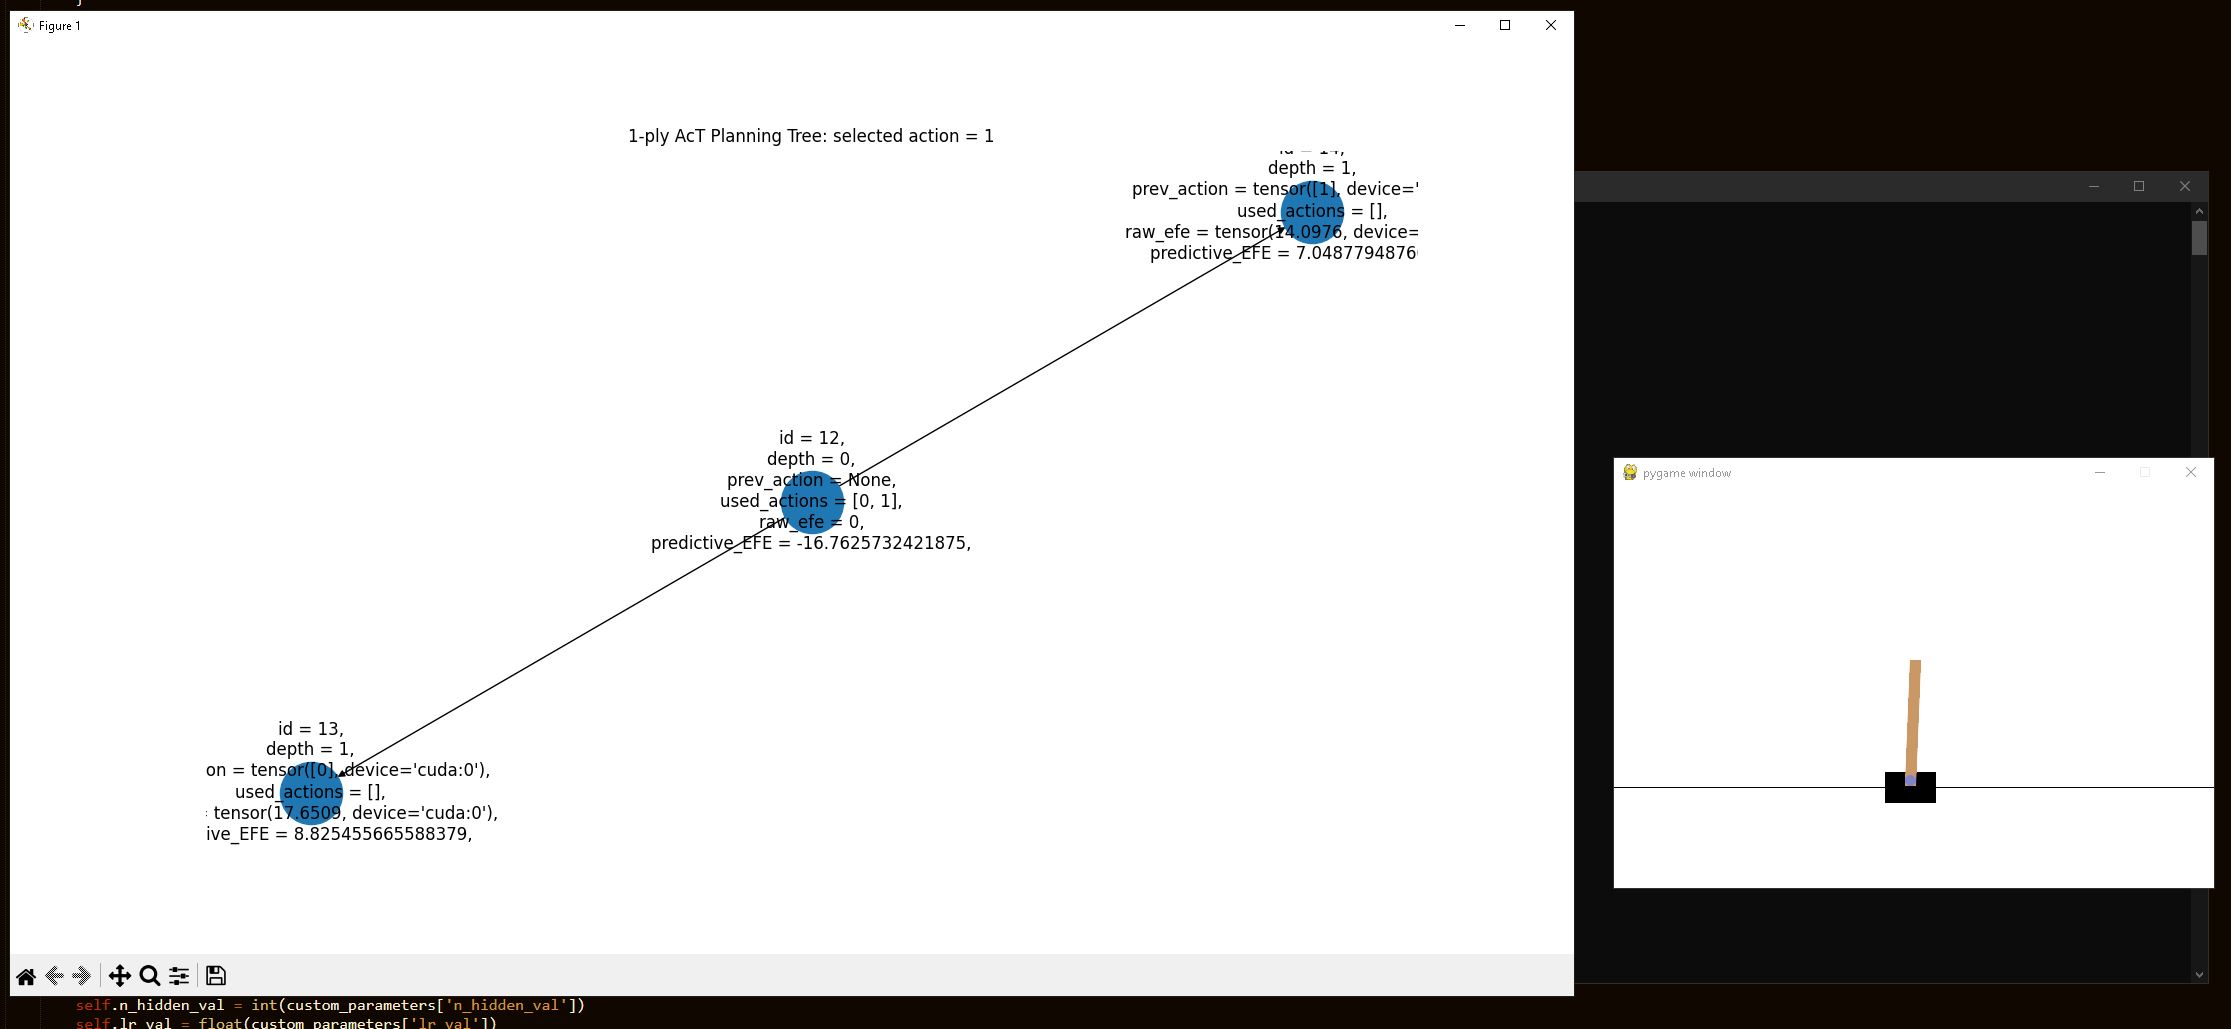 }
Figure 1
1-ply AcT Planning Tree: selected action = 1
id = 14,
depth = 1,
prev_action = tensor([1], device='
used_actions = [],
raw_efe = tensor(14.0976, device=
predictive_EFE = 7.0487794876
id = 12,
depth = 0,
prev_action = None,
used_actions = [0, 1],
raw_efe = 0,
predictive_EFE = -16.7625732421875,
id = 13,
depth = 1,
on = tensor([0], device='cuda:0'),
used_actions = [],
: tensor(17.6509, device='cuda:0'),
ive_EFE = 8.825455665588379,
pygame window
self.n_hidden_val = int(custom_parameters['n_hidden_val'])
self.lr_val = float(custom_parameters['lr_val'])